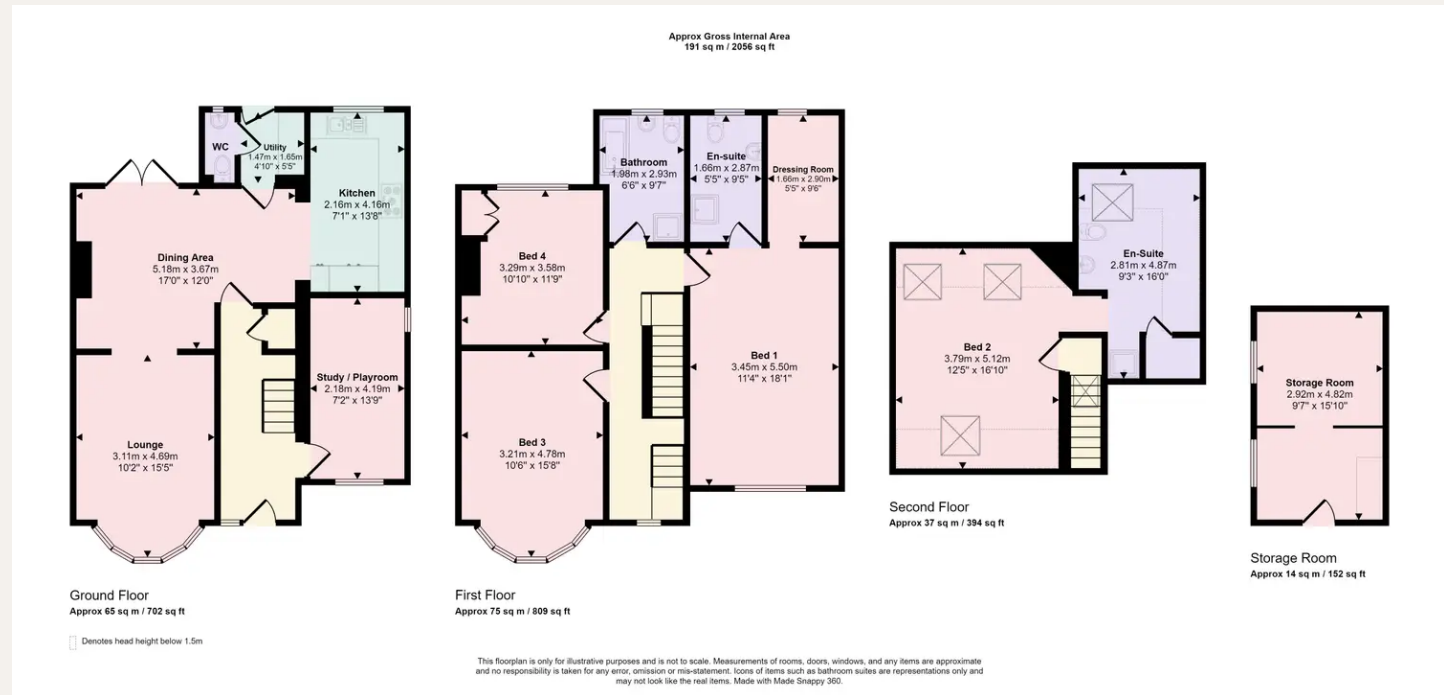 Approx Gross Internal Area
191 sq m / 2056 sq ft
WC
Utility
1.47m x 1.65m
4'10" x 5'5"
Kitchen
2.16m x 4.16m
7'1" x 13'8"
Dining Area
5.18m x 3.67m
17'0" x 12'0"
Study / Playroom
2.18m x 4.19m
7'2" x 13'9"
Lounge
3.11m x 4.69m
10'2" x 15'5"
Ground Floor
Approx 65 sq m / 702 sq ft
Denotes head height below 1.5m
Bathroom
1.98m x 2.93m
6'6" x 9'7"
En-suite
1.66m x 2.87m
5'5" x 9'5"
Dressing Room
1.66m x 2.90m
5'5" x 9'6"
Bed 4
3.29m x 3.58m
10'10" x 11'9"
Bed 1
3.45m x 5.50m
11'4" x 18'1"
Bed 3
3.21m x 4.78m
10'6" x 15'8"
First Floor
Approx 75 sq m / 809 sq ft
En-Suite
2.81m x 4.87m
9'3" x 16'0"
Bed 2
3.79m x 5.12m
12'5" x 16'10"
Second Floor
Approx 37 sq m / 394 sq ft
Storage Room
2.92m x 4.82m
9'7" x 15'10"
Storage Room
Approx 14 sq m / 152 sq ft
This floorplan is only for illustrative purposes and is not to scale. Measurements of rooms, doors, windows, and any items are approximate
and no responsibility is taken for any error, omission or mis-statement. Icons of items such as bathroom suites are representations only and
may not look like the real items. Made with Made Snappy 360.